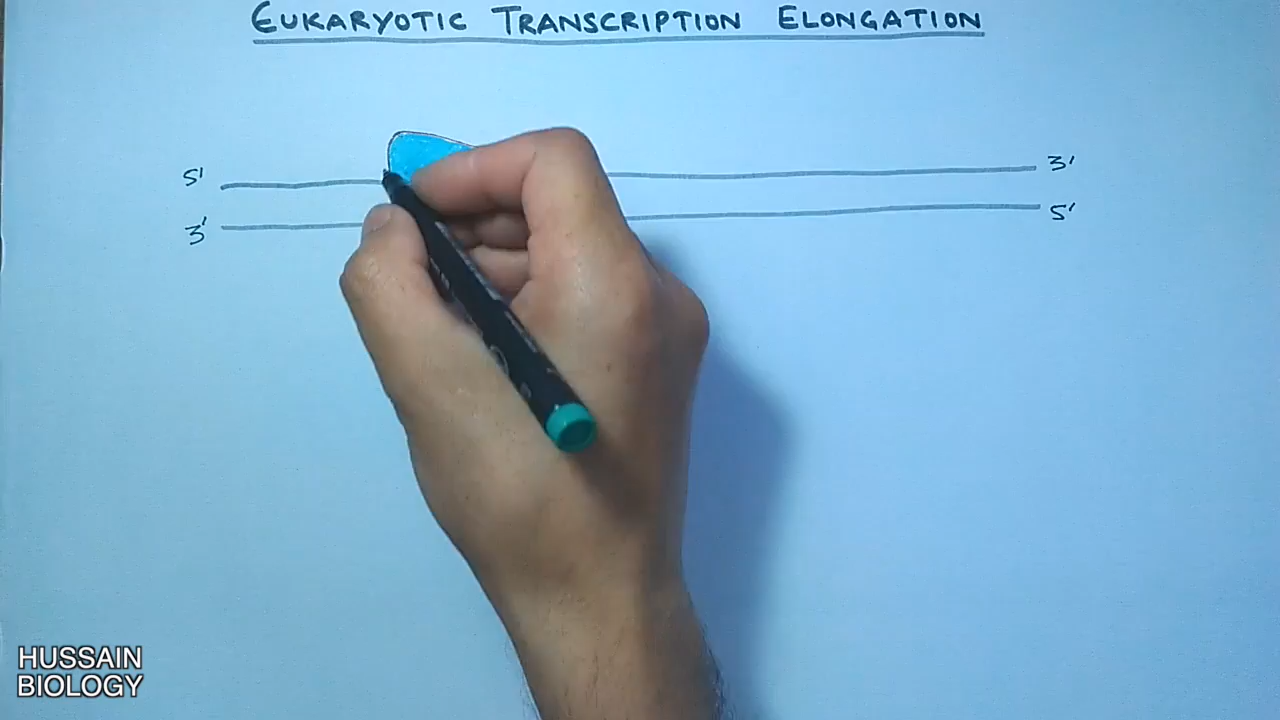 EUKARYOTIC TRANSCRIPTION ELONGATION
5' 3'
3' 5'
HUSSAIN
BIOLOGY